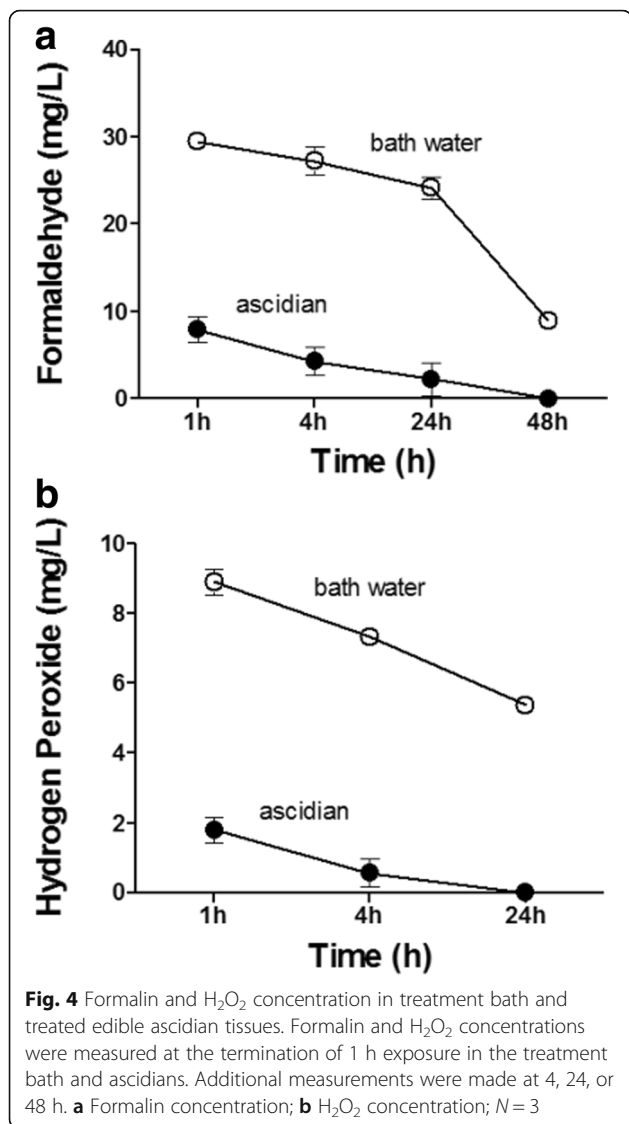 a
Formaldehyde (mg/L)
40
30
20
10
0
bath water
ascidian
1h 4h 24h 48h
Time (h)
b
Hydrogen Peroxide (mg/L)
10
8
6
4
2
0
bath water
ascidian
1h 4h 24h
Time (h)
Fig. 4 Formalin and H₂O₂ concentration in treatment bath and
treated edible ascidian tissues. Formalin and H₂O₂ concentrations
were measured at the termination of 1 h exposure in the treatment
bath and ascidians. Additional measurements were made at 4, 24, or
48 h. a Formalin concentration; b H₂O₂ concentration; N = 3